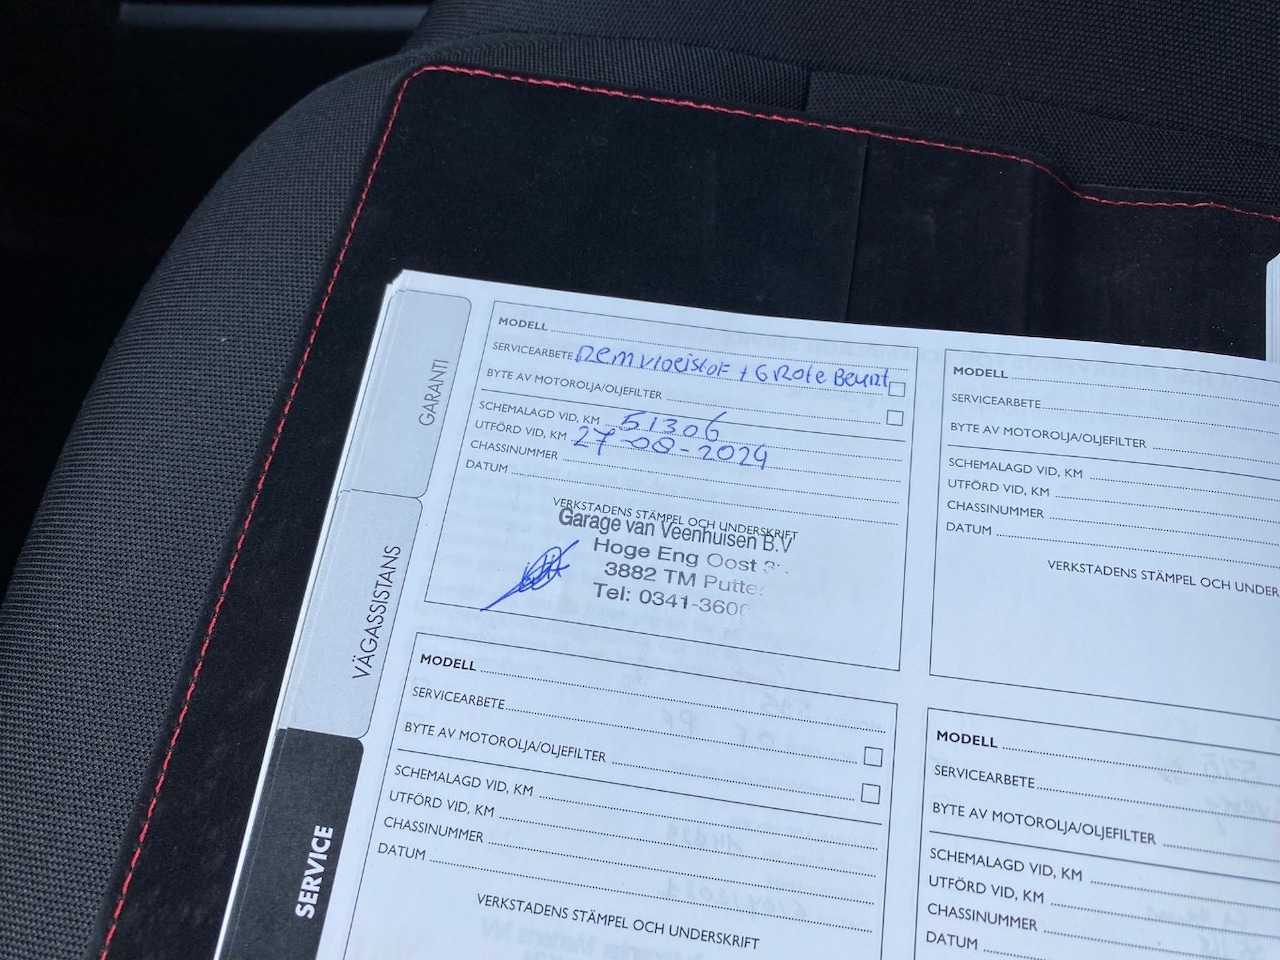 GARANTI
VÄGASSISTANS
SERVICE
MODELL
SERVICEARBETE Remvloeistof + GRote Beurt
BYTE AV MOTOROLJA/OLJEFILTER
SCHEMALAGD VID, KM 51306
UTFÖRD VID, KM 27-08-2024
CHASSINUMMER
DATUM
VERKSTADENS STÄMPEL OCH UNDERSKRIFT
Garage van Veenhuisen B.V
Hoge Eng Oost
3882 TM Putte
Tel: 0341-360
MODELL
SERVICEARBETE
BYTE AV MOTOROLJA/OLJEFILTER
SCHEMALAGD VID, KM
UTFÖRD VID, KM
CHASSINUMMER
DATUM
VERKSTADENS STÄMPEL OCH UNDER
MODELL
SERVICEARBETE
BYTE AV MOTOROLJA/OLJEFILTER
SCHEMALAGD VID, KM
UTFÖRD VID, KM
CHASSINUMMER
DATUM
VERKSTADENS STÄMPEL OCH UNDERSKRIFT
MODELL
SERVICEARBETE
BYTE AV MOTOROLJA/OLJEFILTER
SCHEMALAGD VID, KM
UTFÖRD VID, KM
CHASSINUMMER
DATUM